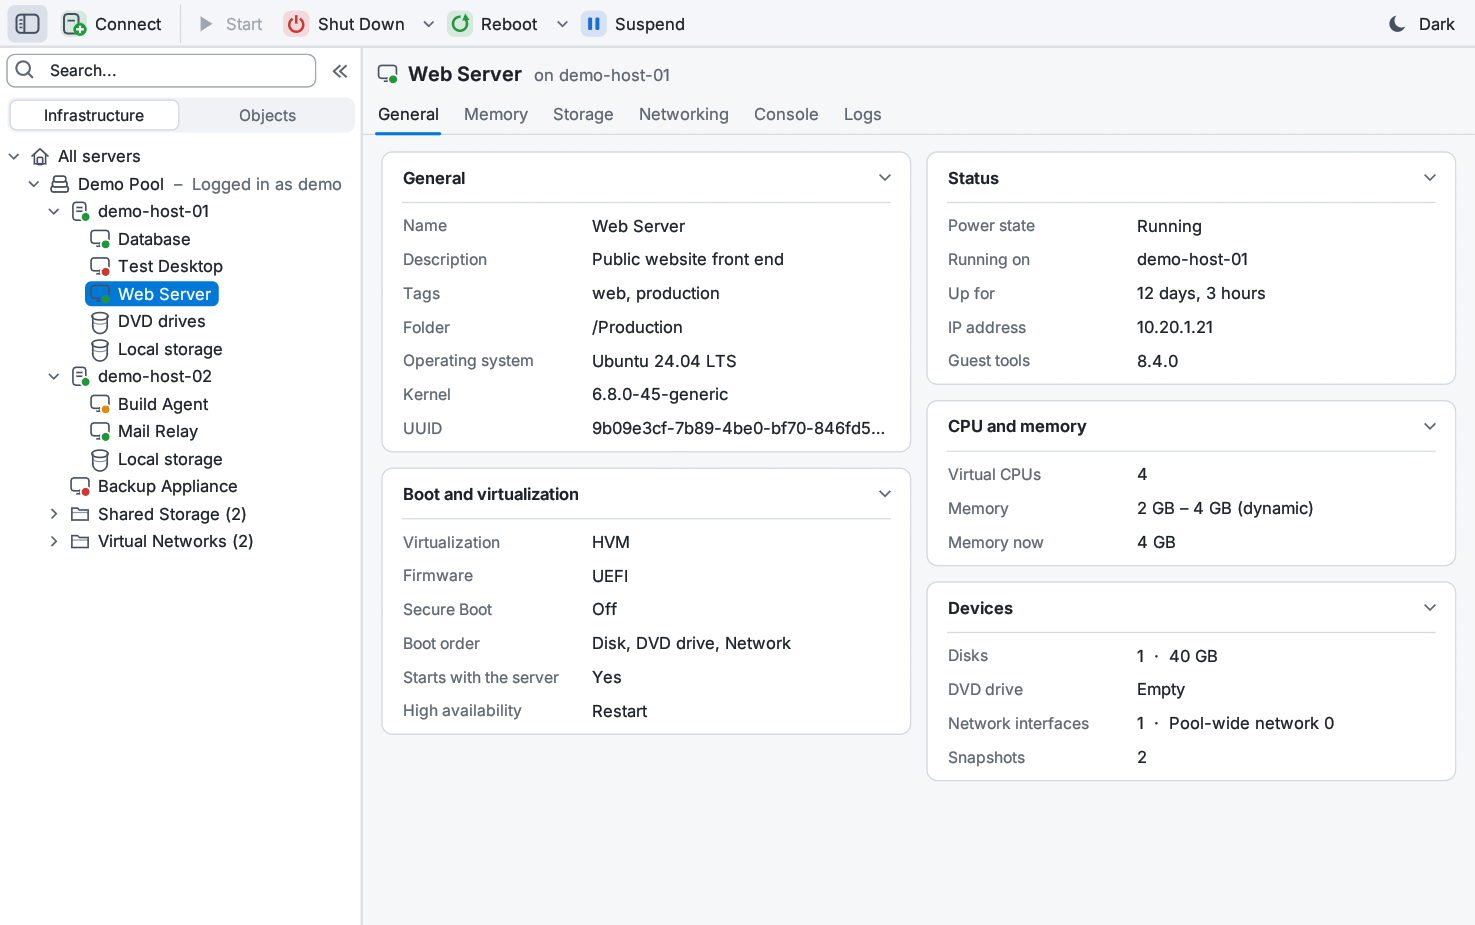 Connect
Start
Shut Down
Reboot
Suspend
Dark
Search...
Infrastructure
Objects
All servers
Demo Pool – Logged in as demo
demo-host-01
Database
Test Desktop
Web Server
DVD drives
Local storage
demo-host-02
Build Agent
Mail Relay
Local storage
Backup Appliance
Shared Storage (2)
Virtual Networks (2)
Web Server on demo-host-01
General Memory Storage Networking Console Logs
General
Name Web Server
Description Public website front end
Tags web, production
Folder /Production
Operating system Ubuntu 24.04 LTS
Kernel 6.8.0-45-generic
UUID 9b09e3cf-7b89-4be0-bf70-846fd5...
Boot and virtualization
Virtualization HVM
Firmware UEFI
Secure Boot Off
Boot order Disk, DVD drive, Network
Starts with the server Yes
High availability Restart
Status
Power state Running
Running on demo-host-01
Up for 12 days, 3 hours
IP address 10.20.1.21
Guest tools 8.4.0
CPU and memory
Virtual CPUs 4
Memory 2 GB – 4 GB (dynamic)
Memory now 4 GB
Devices
Disks 1 · 40 GB
DVD drive Empty
Network interfaces 1 · Pool-wide network 0
Snapshots 2